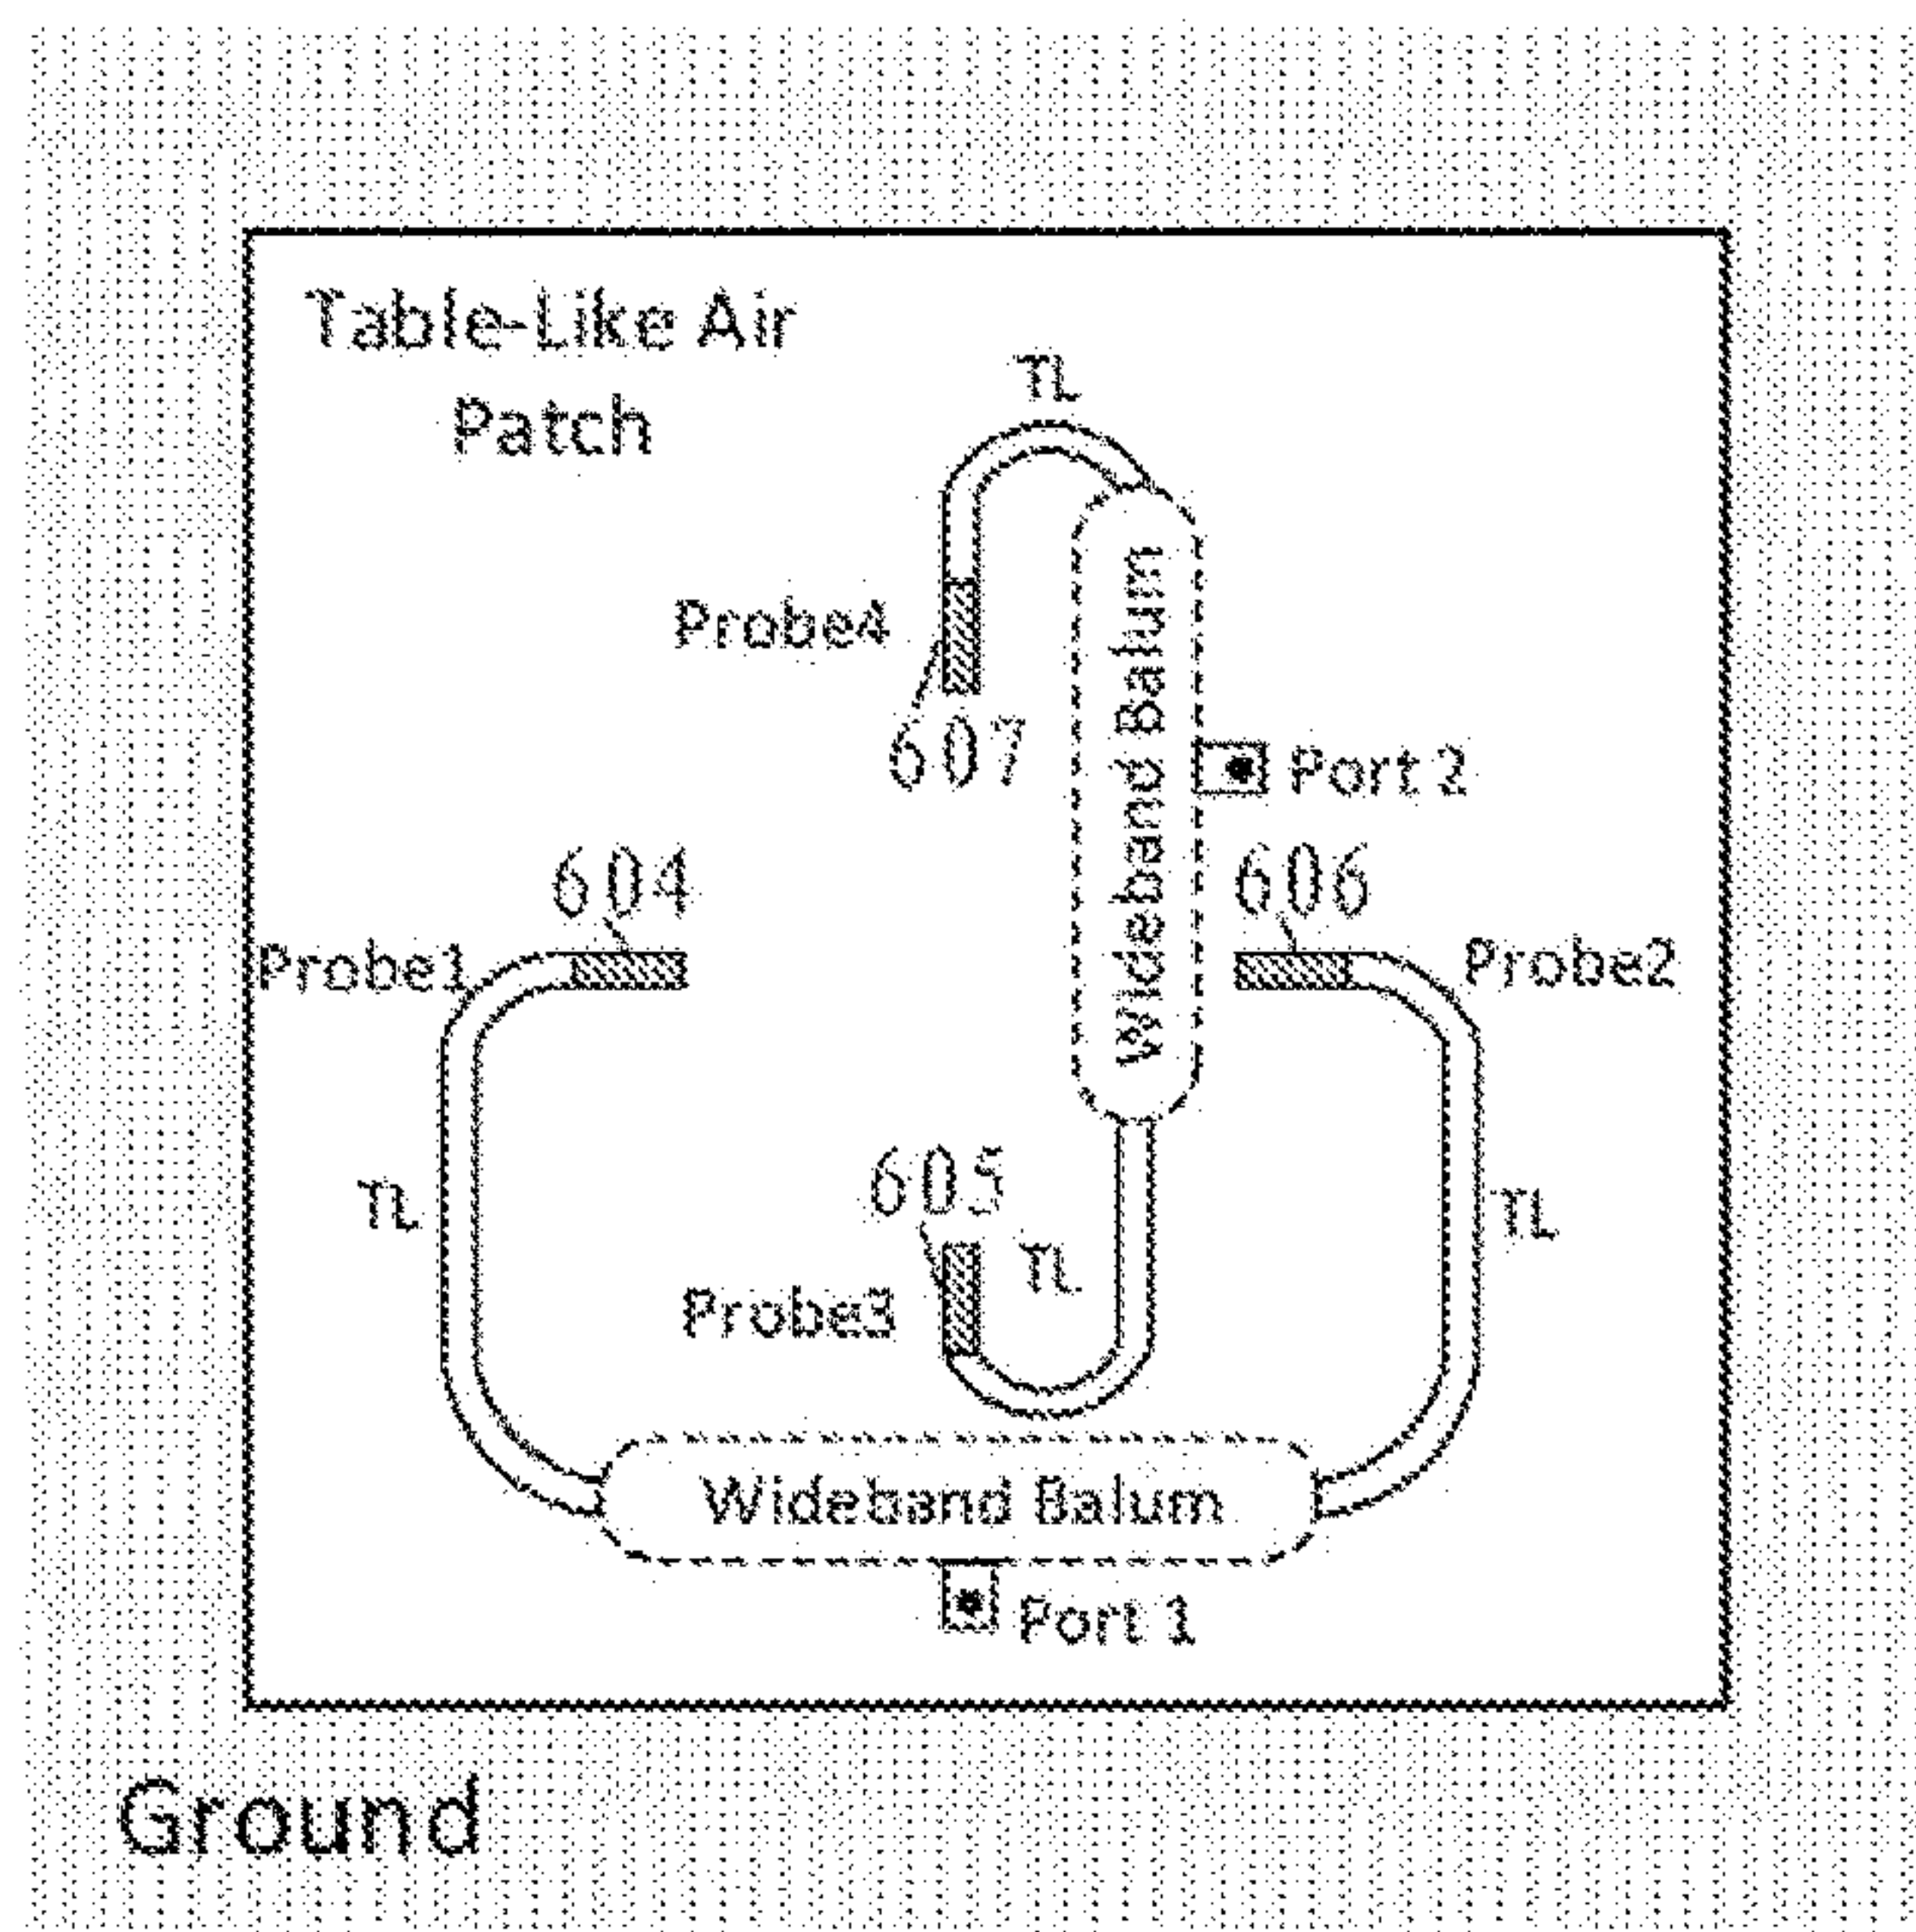 Table-Like Air
Patch
TL
Probe4
607
Wideband Balum
Port 2
604
606
Probe1
Probe2
TL
605
TL
TL
Probe3
Wideband Balum
Port 1
Ground